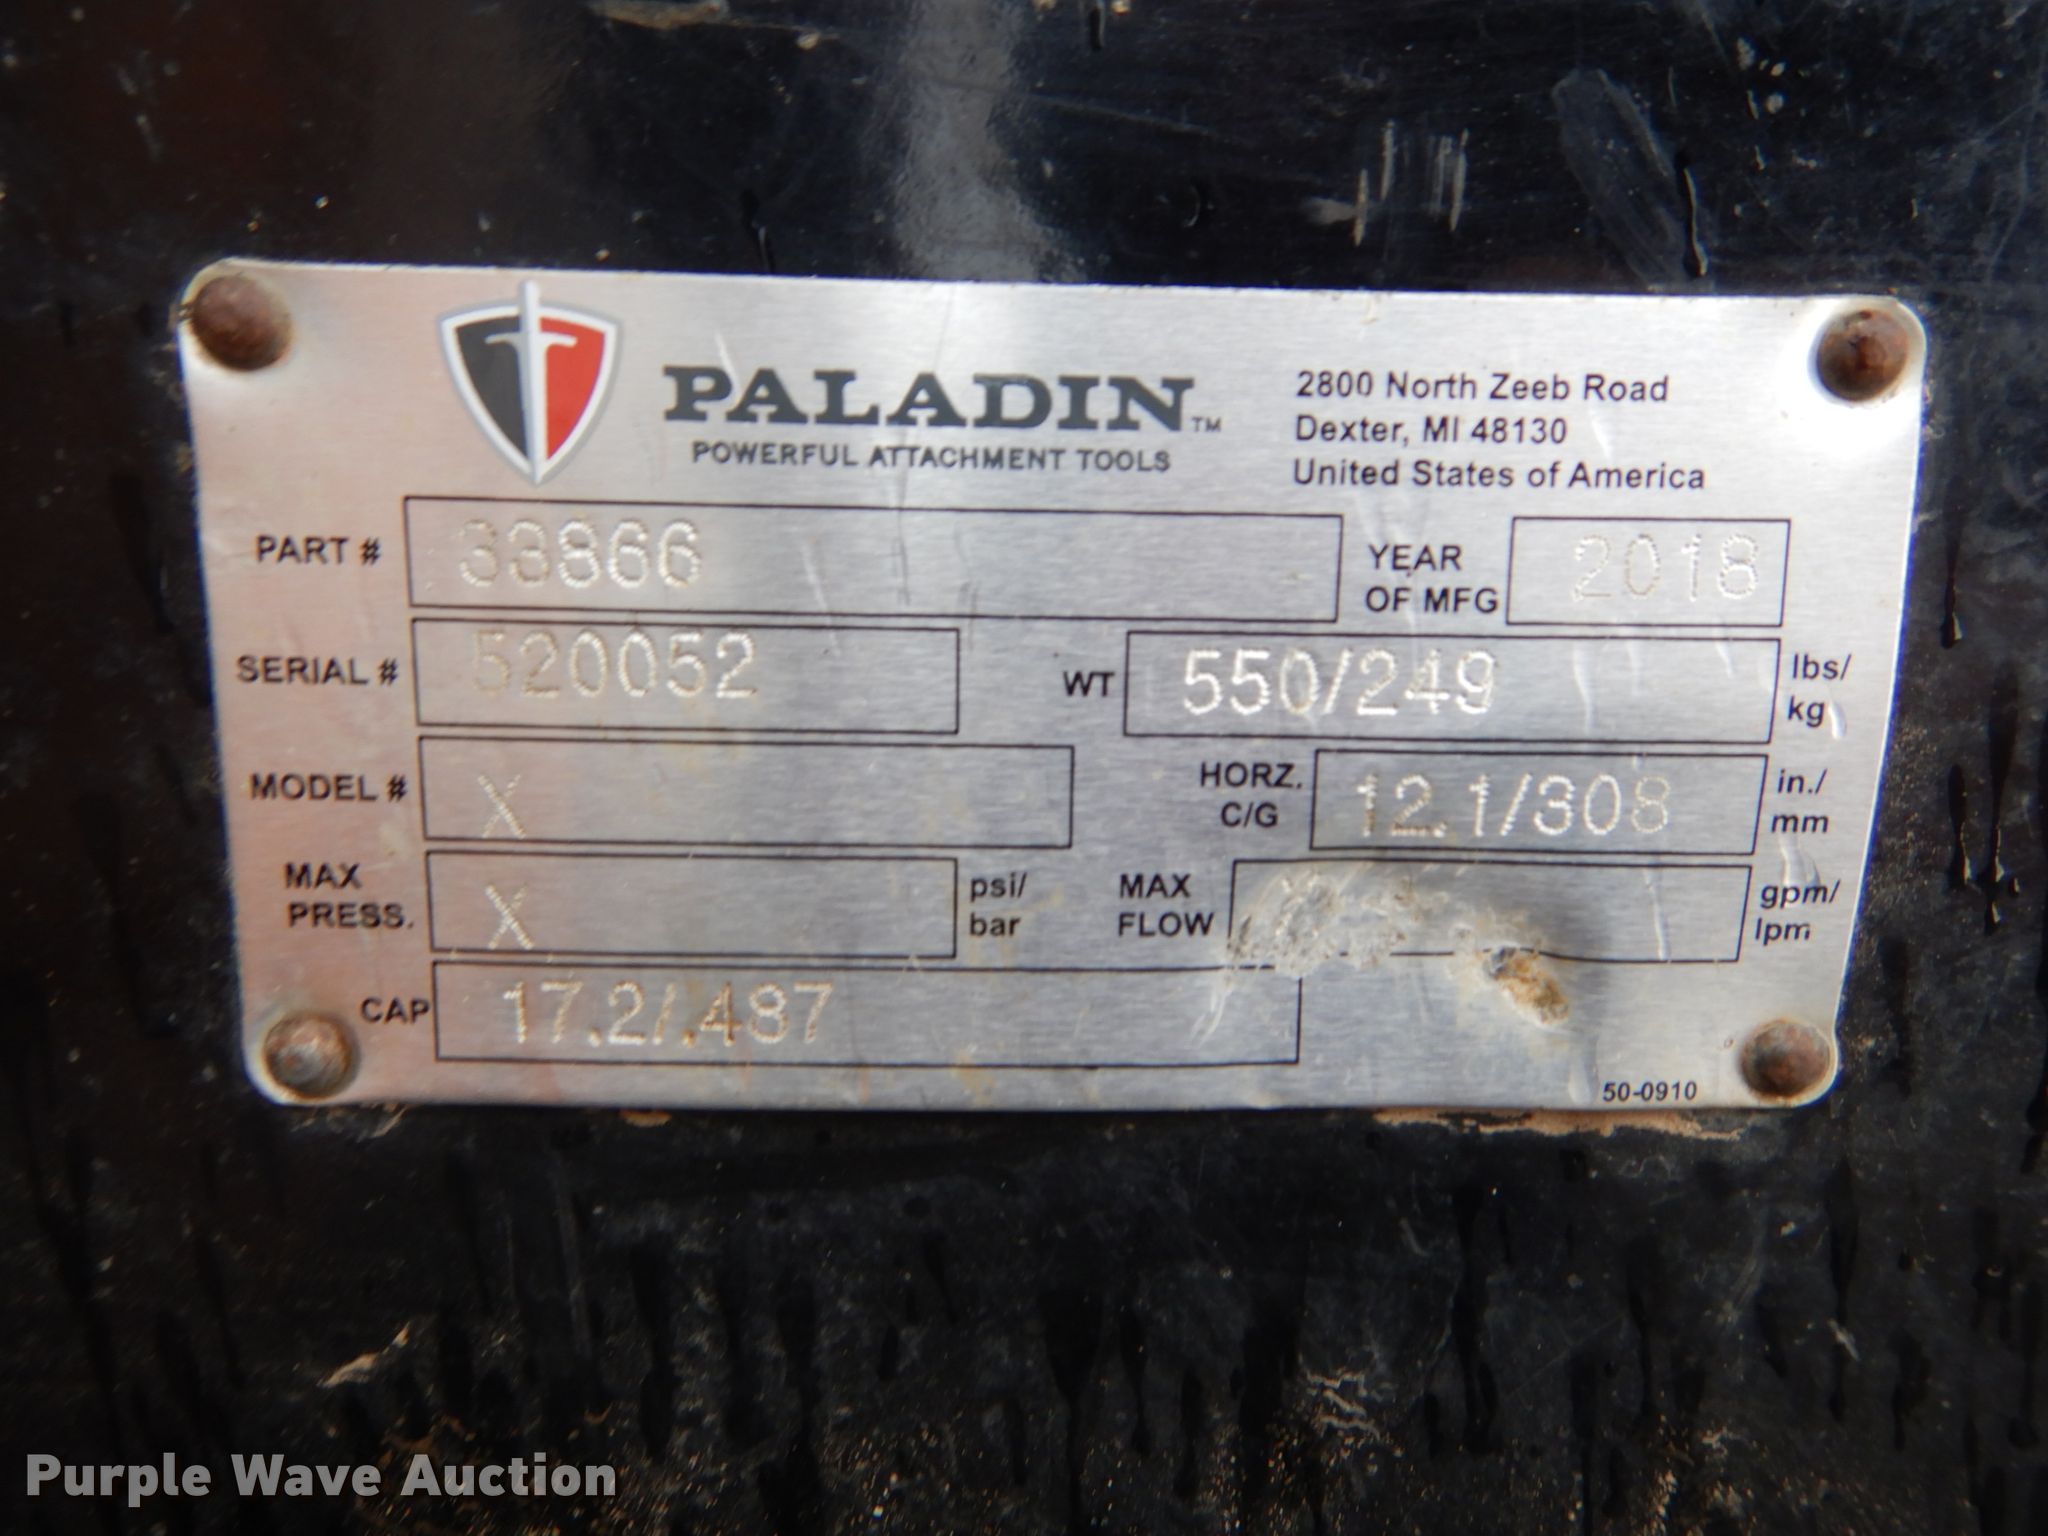 PALADIN™
POWERFUL ATTACHMENT TOOLS
2800 North Zeeb Road
Dexter, MI 48130
United States of America
PART # 33866
YEAR OF MFG 2018
SERIAL # 520052
WT 550/249 lbs/ kg
MODEL # X
HORZ. C/G 12.1/308 in./ mm
MAX PRESS. X psi/ bar
MAX FLOW gpm/ lpm
CAP 17.2/.487
50-0910
Purple Wave Auction